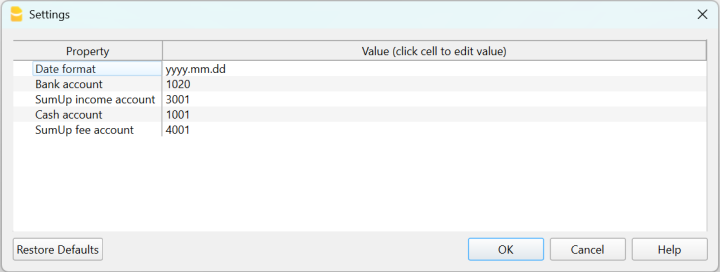 Settings
Property Value (click cell to edit value)
Date format yyyy.mm.dd
Bank account 1020
SumUp income account 3001
Cash account 1001
SumUp fee account 4001
Restore Defaults OK Cancel Help